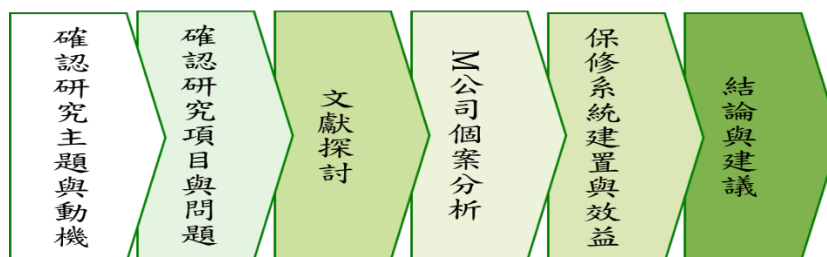 確認研究主題與動機
確認研究項目與問題
文獻探討
M公司個案分析
保修系統建置與效益
結論與建議